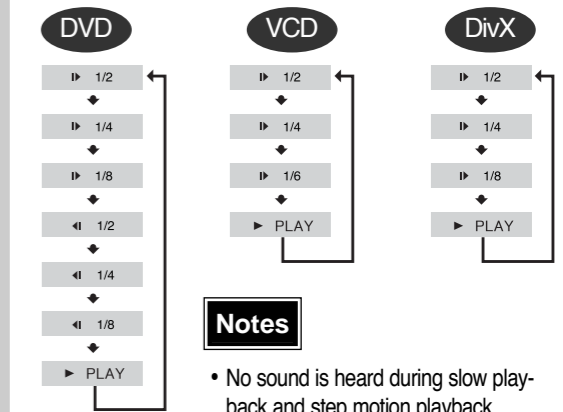 DVD
▶ 1/2
▶ 1/4
▶ 1/8
◀ 1/2
◀ 1/4
◀ 1/8
► PLAY
VCD
▶ 1/2
▶ 1/4
▶ 1/6
► PLAY
DivX
▶ 1/2
▶ 1/4
▶ 1/8
► PLAY
Notes
• No sound is heard during slow play-
back and step motion playback